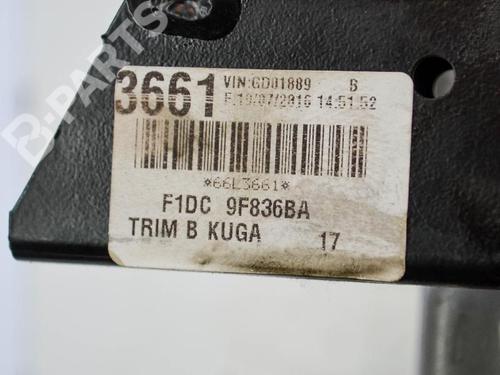 3661
VIN:GD01889 B
F.19/07/2016 14:51.52
*66L3661*
F1DC 9F836BA
TRIM B KUGA 17
B-PARTS